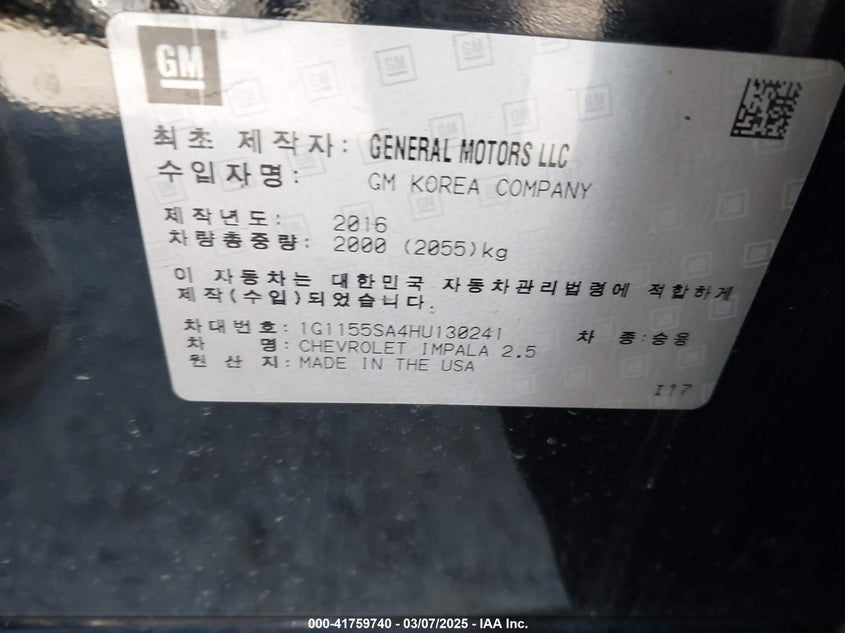 GM
최초 제작자: GENERAL MOTORS LLC
수입자명: GM KOREA COMPANY
제작년도: 2016
차량총중량: 2000 (2055)kg
이 자동차는 대한민국 자동차관리법령에 적합하게
제작(수입)되었습니다.
차대번호: 1G1155SA4HU130241 차 종:승용
차 명: CHEVROLET IMPALA 2.5
원 산 지: MADE IN THE USA
I17
000-41759740 - 03/07/2025 - IAA Inc.